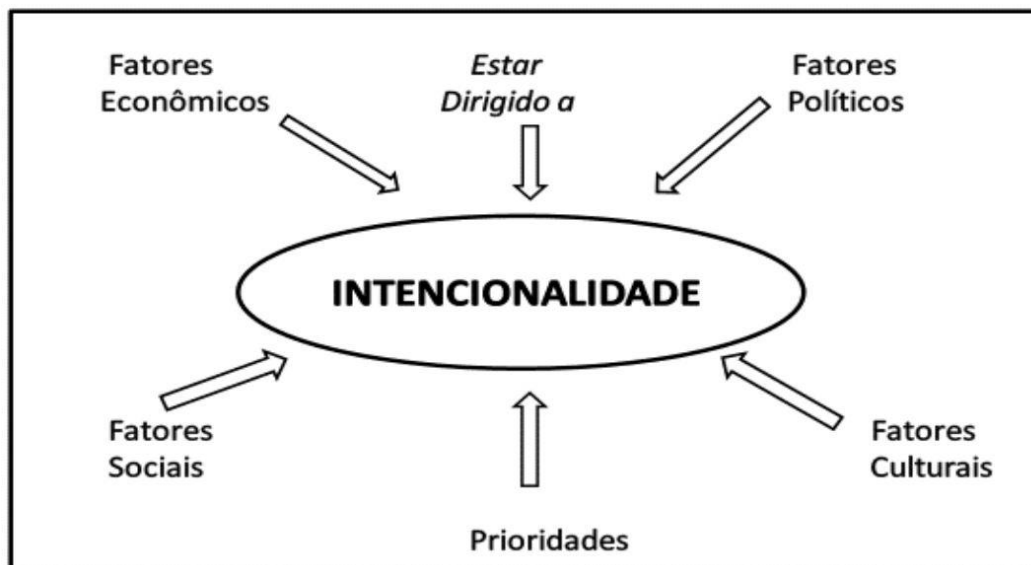 Fatores
Econômicos
Estar
Dirigido a
Fatores
Políticos
INTENCIONALIDADE
Fatores
Sociais
Fatores
Culturais
Prioridades